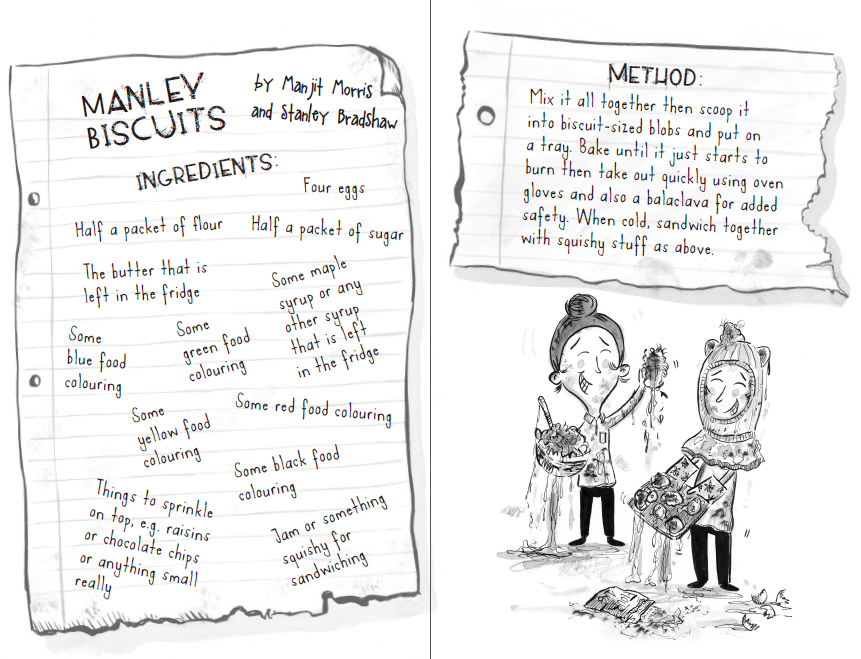 MANLEY
BISCUITS
by Manjit Morris
and Stanley Bradshaw
INGREDIENTS:
Four eggs
Half a packet of flour
Half a packet of sugar
The butter that is
left in the fridge
Some maple
syrup or any
other syrup
that is left
in the fridge
Some
blue food
colouring
Some
green food
colouring
Some
yellow food
colouring
Some red food colouring
Some black food
colouring
Things to sprinkle
on top, e.g. raisins
or chocolate chips
or anything small
really
Jam or something
squishy for
sandwiching
METHOD:
Mix it all together then scoop it
into biscuit-sized blobs and put on
a tray. Bake until it just starts to
burn then take out quickly using oven
gloves and also a balaclava for added
safety. When cold, sandwich together
with squishy stuff as above.